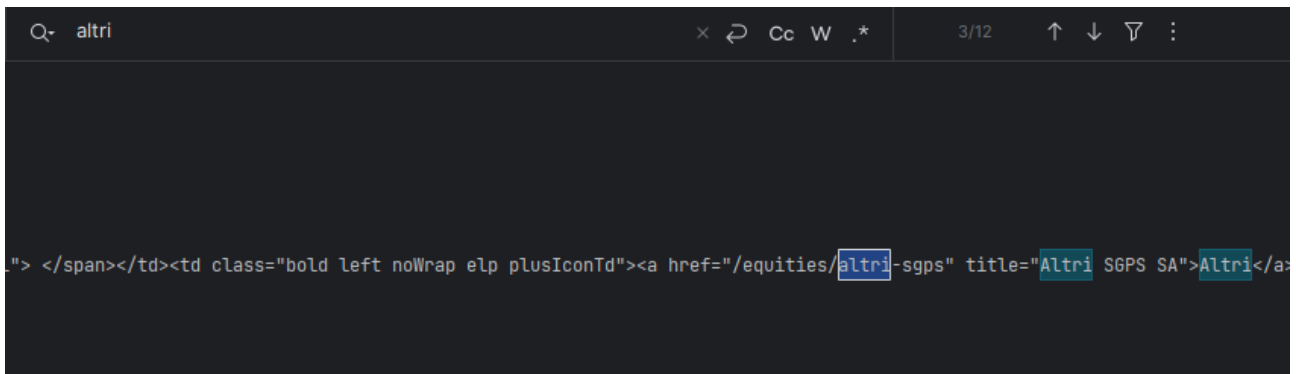 altri × Cc W .* 3/12
"> </span></td><td class="bold left noWrap elp plusIconTd"><a href="/equities/altri-sgps" title="Altri SGPS SA">Altri</a>